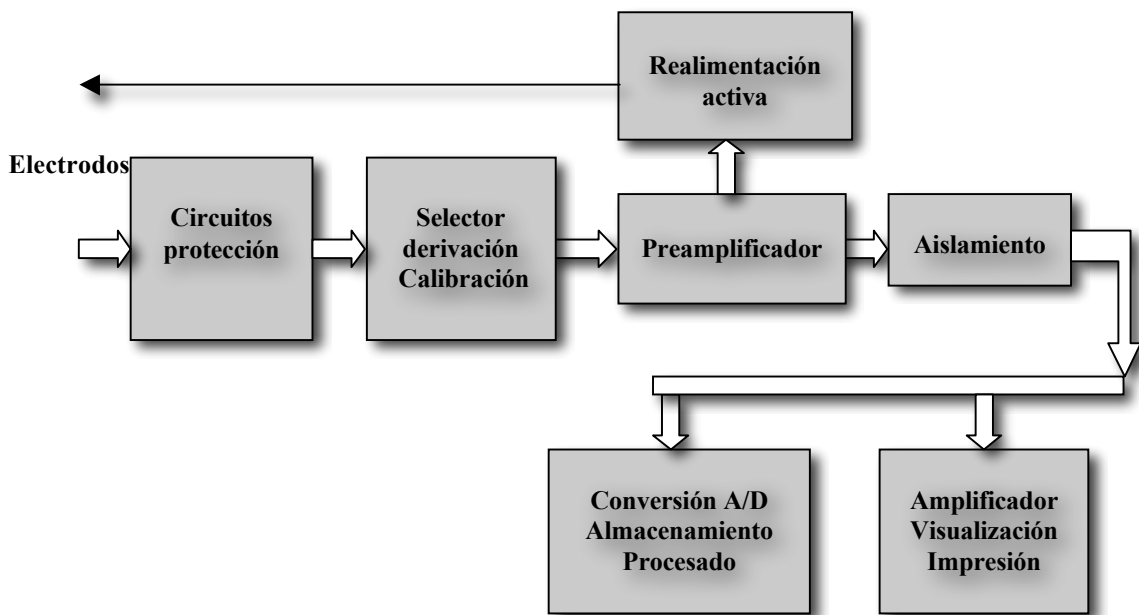 Realimentación
activa
Electrodos
Circuitos
protección
Selector
derivación
Calibración
Preamplificador
Aislamiento
Conversión A/D
Almacenamiento
Procesado
Amplificador
Visualización
Impresión